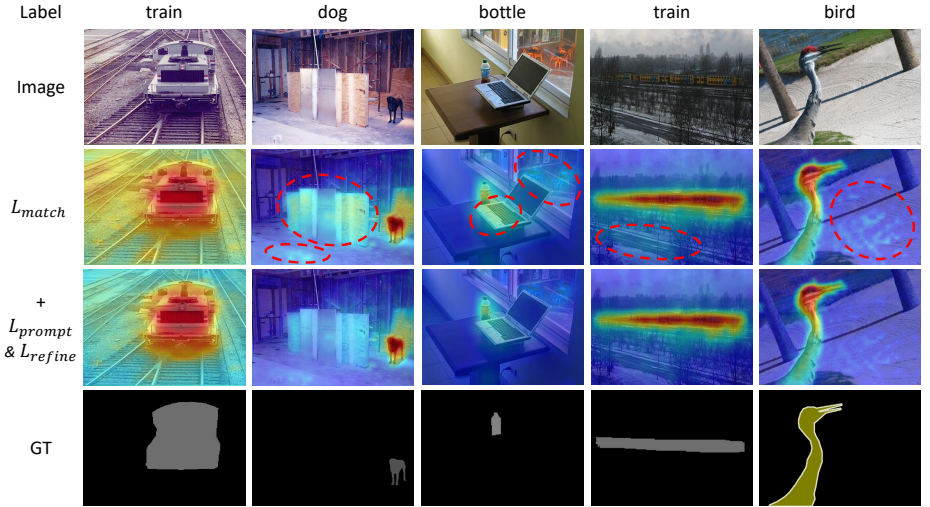 Label train dog bottle train bird
Image
L_match
+
L_prompt
& L_refine
GT